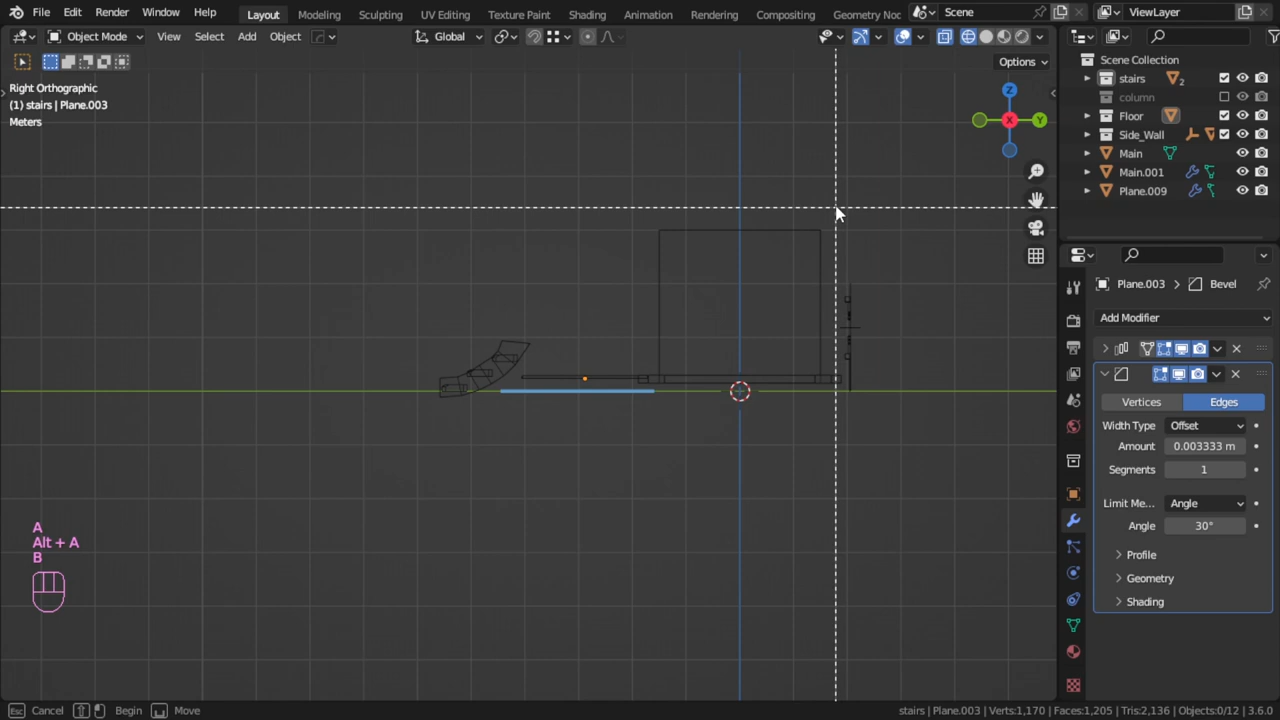 File Edit Render Window Help Layout Modeling Sculpting UV Editing Texture Paint Shading Animation Rendering Compositing Geometry Noc Scene ViewLayer
Object Mode View Select Add Object Global
Options
Right Orthographic
(1) stairs | Plane.003
Meters
Z
X
Y
Scene Collection
stairs 2
column
Floor
Side_Wall
Main
Main.001
Plane.009
Plane.003 > Bevel
Add Modifier
Vertices Edges
Width Type Offset
Amount 0.003333 m
Segments 1
Limit Me... Angle
Angle 30°
Profile
Geometry
Shading
A
Alt + A
B
Esc Cancel Begin Move stairs | Plane.003 | Verts:1,170 | Faces:1,205 | Tris:2,136 | Objects:0/12 | 3.6.0